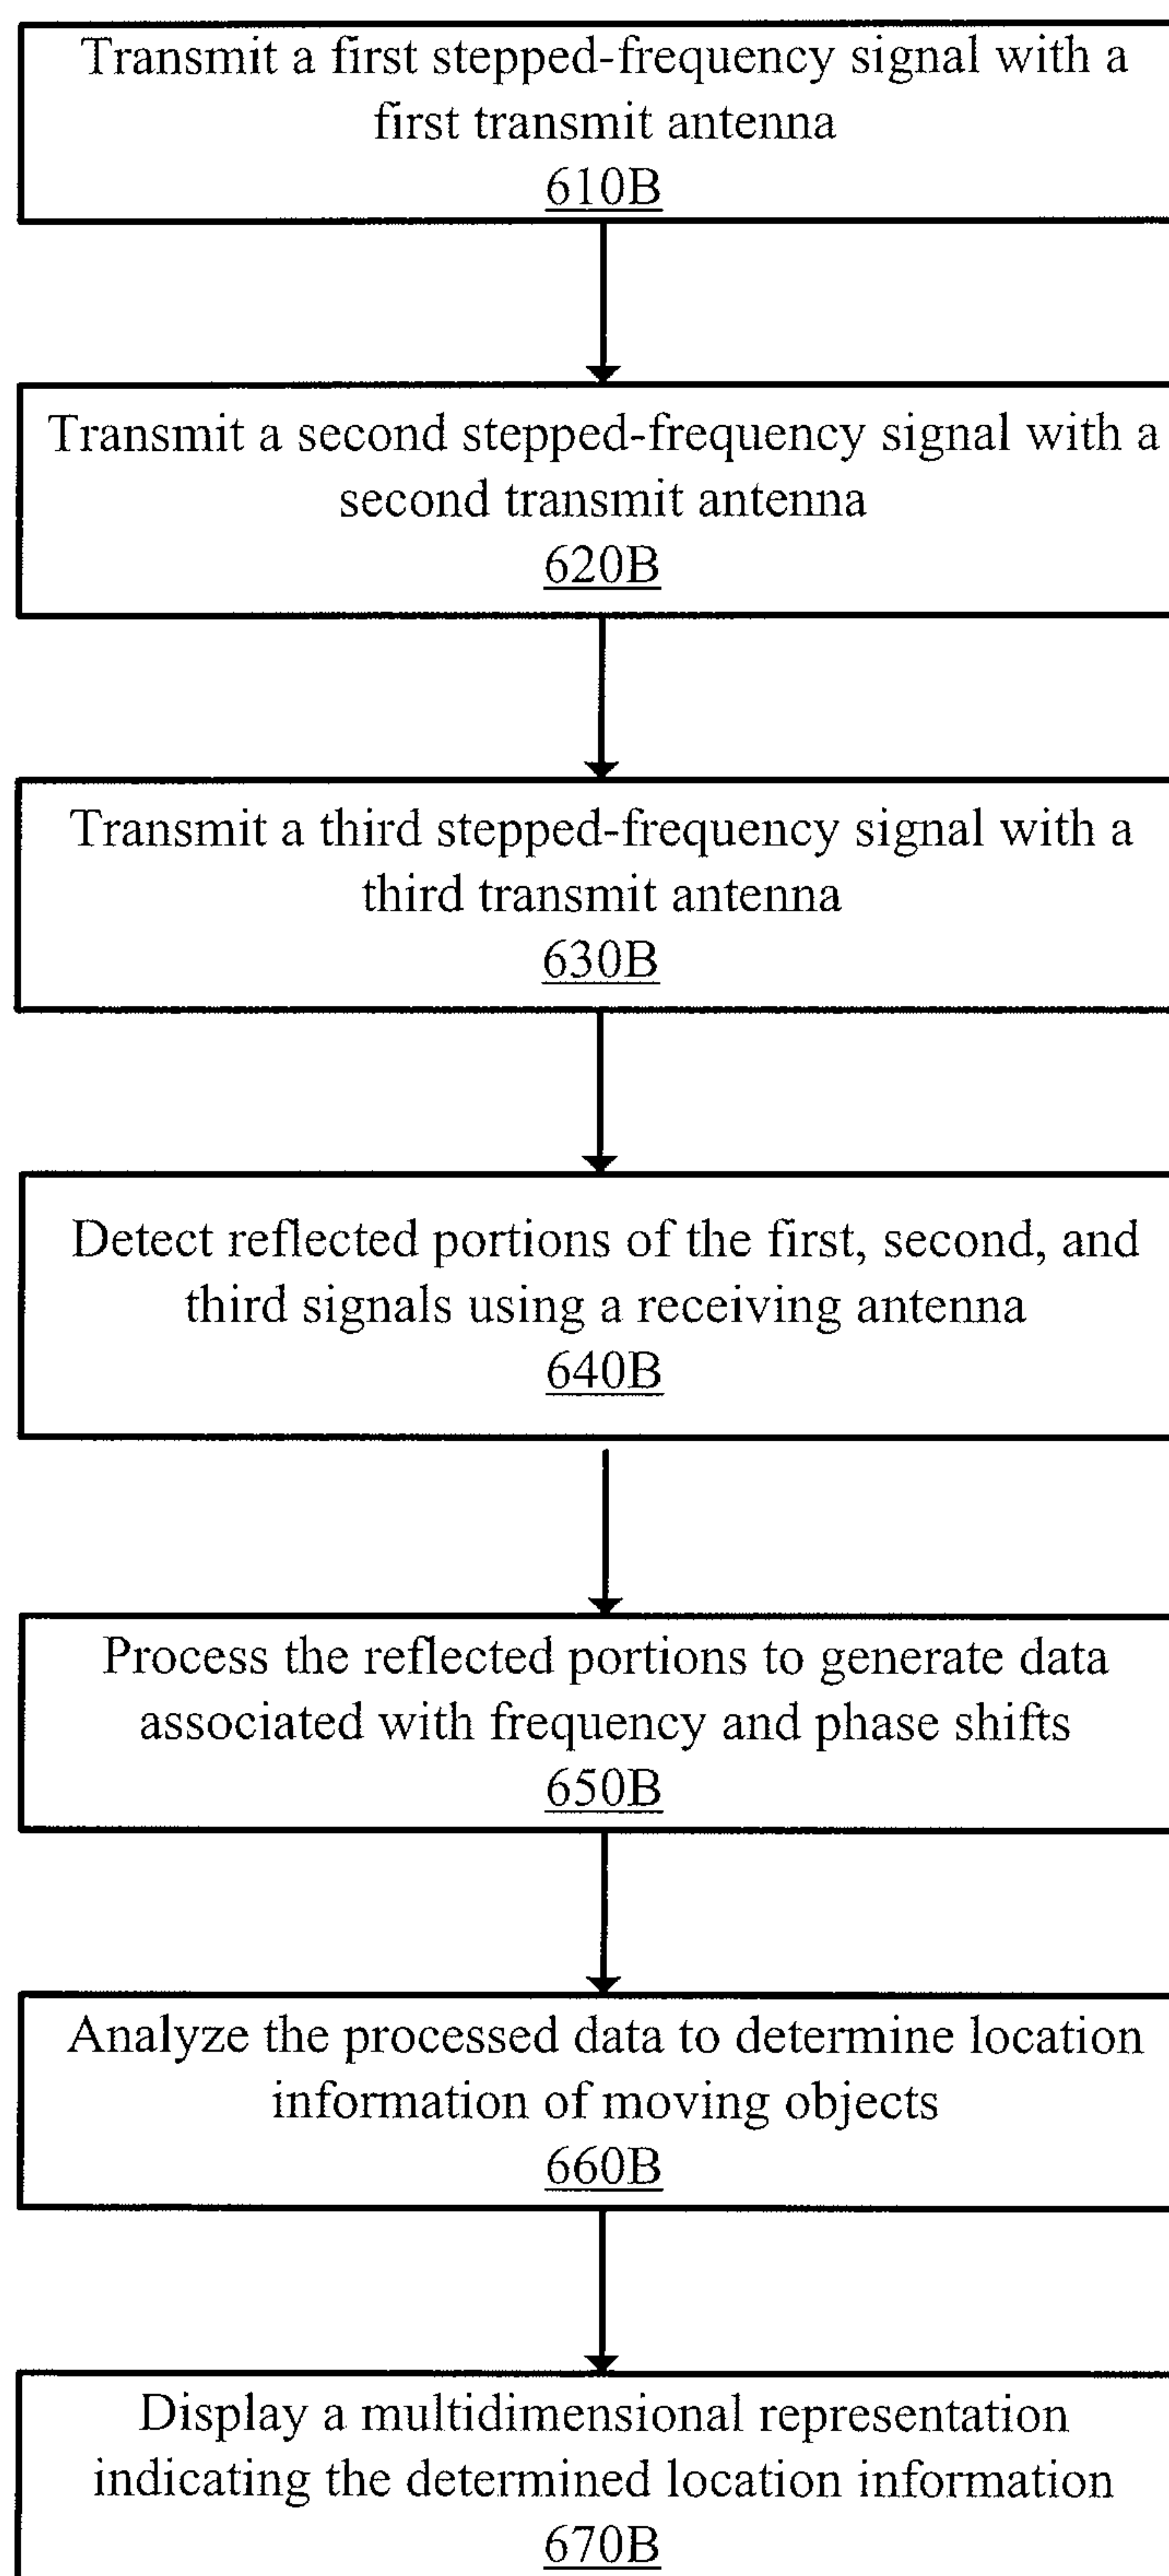 Transmit a first stepped-frequency signal with a
first transmit antenna
610B
Transmit a second stepped-frequency signal with a
second transmit antenna
620B
Transmit a third stepped-frequency signal with a
third transmit antenna
630B
Detect reflected portions of the first, second, and
third signals using a receiving antenna
640B
Process the reflected portions to generate data
associated with frequency and phase shifts
650B
Analyze the processed data to determine location
information of moving objects
660B
Display a multidimensional representation
indicating the determined location information
670B